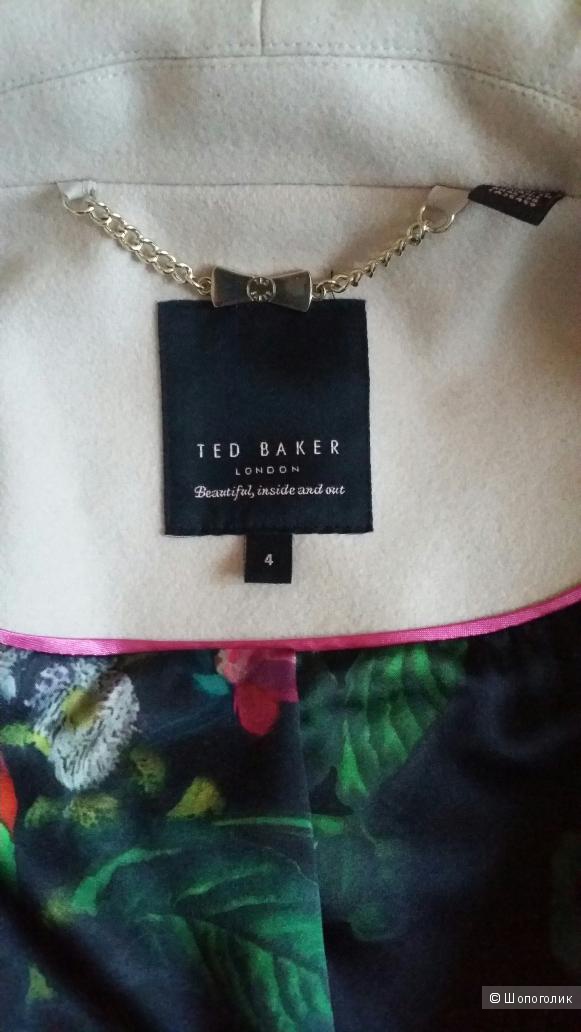 TED BAKER
LONDON
Beautiful, inside and out
4
© Шопоголик